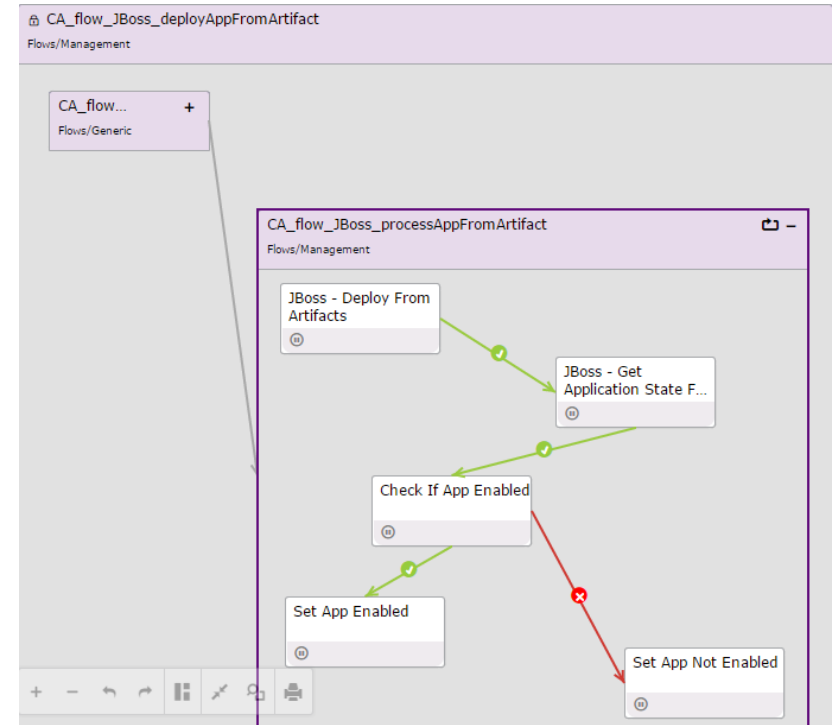 CA_flow_JBoss_deployAppFromArtifact
Flows/Management
CA_flow...
Flows/Generic
CA_flow_JBoss_processAppFromArtifact
Flows/Management
JBoss - Deploy From
Artifacts
JBoss - Get
Application State F...
Check If App Enabled
Set App Enabled
Set App Not Enabled